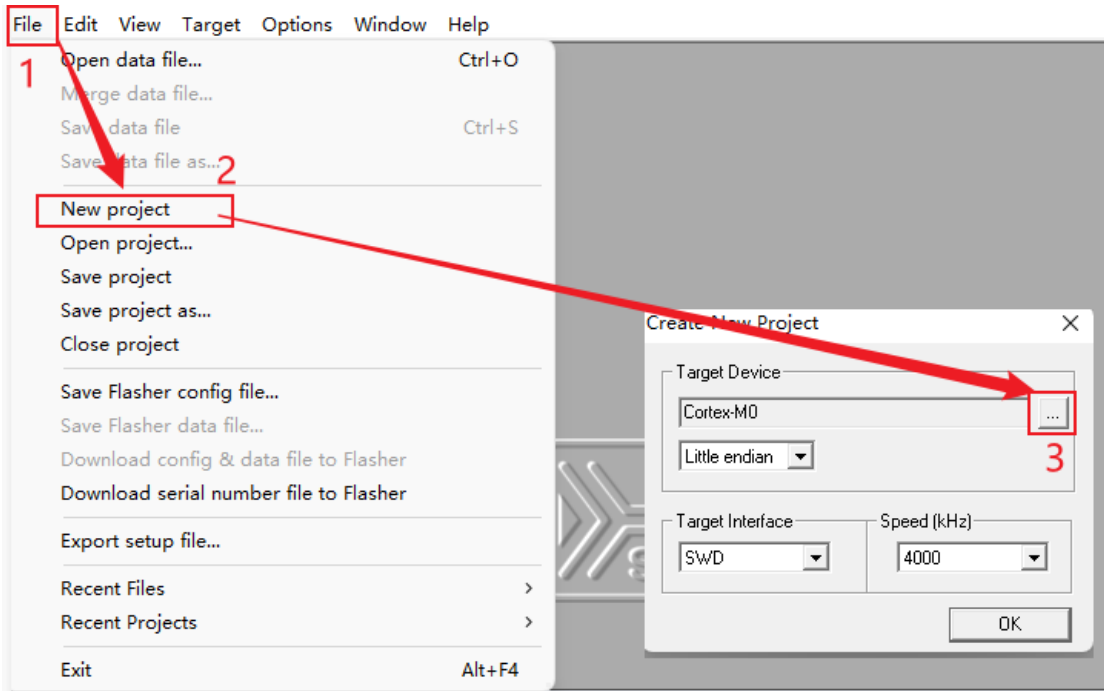 File Edit View Target Options Window Help
1
Open data file... Ctrl+O
Merge data file...
Save data file Ctrl+S
Save data file as...
2
New project
Open project...
Save project
Save project as...
Close project
Save Flasher config file...
Save Flasher data file...
Download config & data file to Flasher
Download serial number file to Flasher
Export setup file...
Recent Files >
Recent Projects >
Exit Alt+F4
Create New Project
Target Device
Cortex-M0 ...
3
Little endian
Target Interface Speed (kHz)
SWD 4000
OK